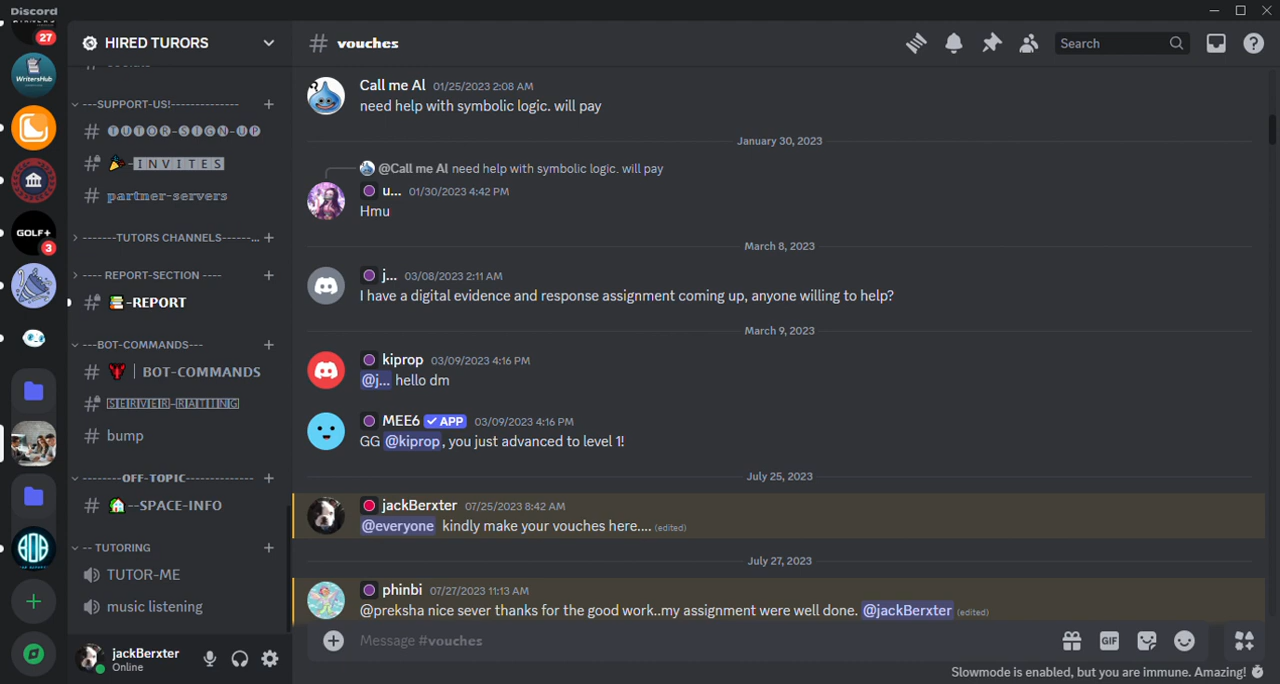 Discord
27
WritersHub
GOLF+
3
HIRED TURORS
---SUPPORT-US!--------------
TUTOR-SIGN-UP
-INVITES
partner-servers
-------TUTORS CHANNELS------...
---- REPORT-SECTION ----
-REPORT
---BOT-COMMANDS---
| BOT-COMMANDS
SERVER-RATTING
bump
--------OFF-TOPIC-------------
--SPACE-INFO
-- TUTORING
TUTOR-ME
music listening
jackBerxter
Online
# vouches
Search
Call me Al 01/25/2023 2:08 AM
need help with symbolic logic. will pay
January 30, 2023
@Call me Al need help with symbolic logic. will pay
u... 01/30/2023 4:42 PM
Hmu
March 8, 2023
j... 03/08/2023 2:11 AM
I have a digital evidence and response assignment coming up, anyone willing to help?
March 9, 2023
kiprop 03/09/2023 4:16 PM
@j... hello dm
MEE6 ✓ APP 03/09/2023 4:16 PM
GG @kiprop, you just advanced to level 1!
July 25, 2023
jackBerxter 07/25/2023 8:42 AM
@everyone kindly make your vouches here.... (edited)
July 27, 2023
phinbi 07/27/2023 11:13 AM
@preksha nice sever thanks for the good work..my assignment were well done. @jackBerxter (edited)
Message #vouches
GIF
Slowmode is enabled, but you are immune. Amazing!